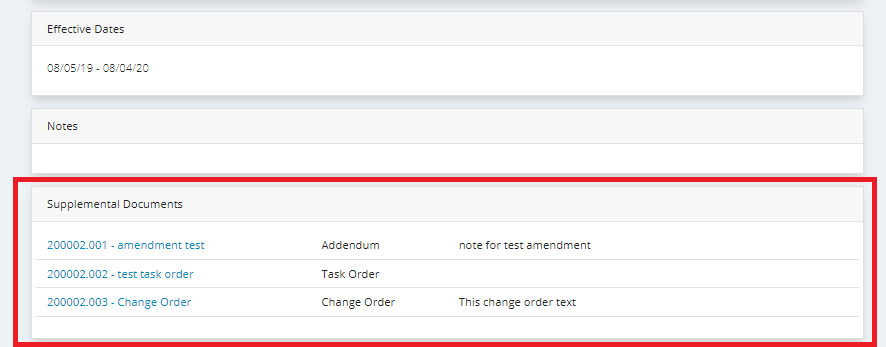 Effective Dates
08/05/19 - 08/04/20
Notes
Supplemental Documents
200002.001 - amendment test Addendum note for test amendment
200002.002 - test task order Task Order
200002.003 - Change Order Change Order This change order text